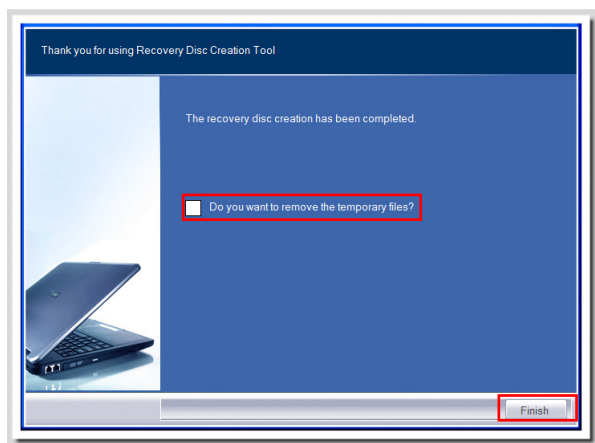 Thank you for using Recovery Disc Creation Tool
The recovery disc creation has been completed.
Do you want to remove the temporary files?
Finish